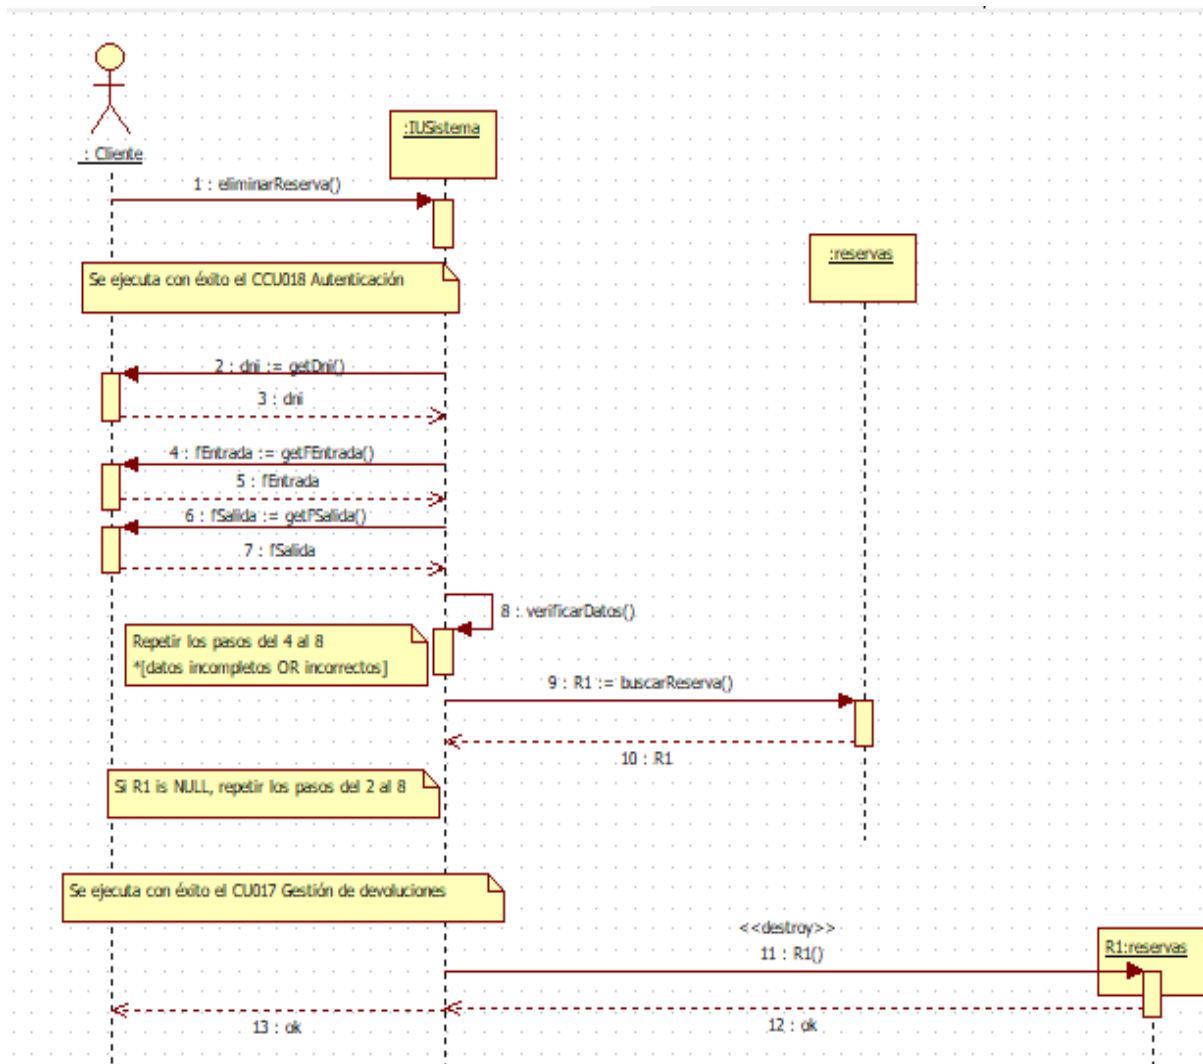 : Cliente
:IUSistema
1 : eliminarReserva()
:reservas
Se ejecuta con éxito el CCU018 Autenticación
2 : dni := getDni()
3 : dni
4 : fEntrada := getFEntrada()
5 : fEntrada
6 : fSalida := getFSalida()
7 : fSalida
8 : verificarDatos()
Repetir los pasos del 4 al 8
*[datos incompletos OR incorrectos]
9 : R1 := buscarReserva()
10 : R1
Si R1 is NULL, repetir los pasos del 2 al 8
Se ejecuta con éxito el CU017 Gestión de devoluciones
<<destroy>>
11 : R1()
R1:reservas
12 : ok
13 : ok